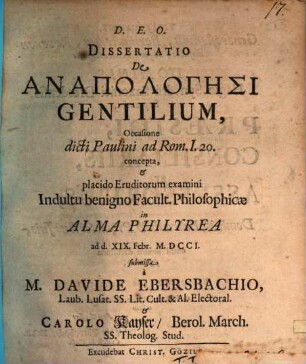 17.
D. E. O.
DISSERTATIO
De
ΑΝΑΠΟΛΟΓΗΣΙ
GENTILIUM,
Occasione
dicti Paulini ad Rom. I. 20.
concepta,
&
placido Eruditorum examini
Indultu benigno Facult. Philosophicæ
in
ALMA PHILYREA
ad d. XIX. Febr. M. DCCI.
submissa
à
M. DAVIDE EBERSBACHIO,
Laub. Lusat. SS. Lit. Cult. & Al. Electoral.
&
CAROLO Kayser / Berol. March.
SS. Theolog. Stud.
Excudebat CHRIST.